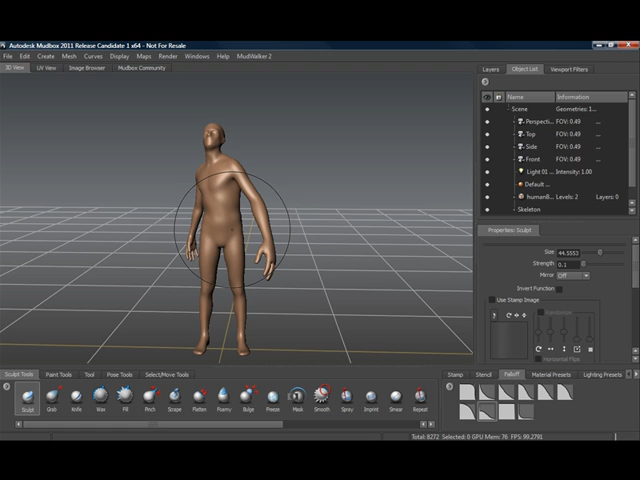 Autodesk Mudbox 2011 Release Candidate 1 x64 - Not For Resale
File Edit Create Mesh Curves Display Maps Render Windows Help MudWalker 2
3D View UV View Image Browser Mudbox Community
Layers Object List Viewport Filters
Name Information
Scene Geometries: 1...
Perspecti... FOV: 0.49 ...
Top FOV: 0.49 ...
Side FOV: 0.49 ...
Front FOV: 0.49 ...
Light 01 ... Intensity: 1.00
Default ...
humanB... Levels: 2 Layers: 0
Skeleton
Properties: Sculpt
Size 44.5553
Strength 0.1
Mirror Off
Invert Function
Use Stamp Image
Randomize
Horizontal Flips
Sculpt Tools Paint Tools Tool Pose Tools Select/Move Tools
Stamp Stencil Falloff Material Presets Lighting Presets
Sculpt Grab Knife Wax Fill Pinch Scrape Flatten Foamy Bulge Freeze Mask Smooth Spray Imprint Smear Repeat
Total: 8272 Selected: 0 GPU Mem: 76 FPS: 99.2791